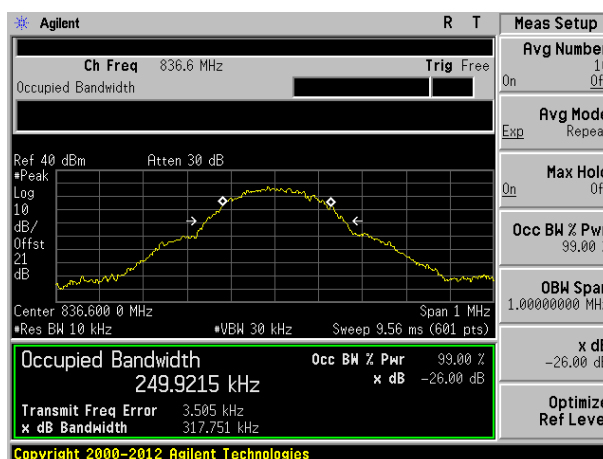 Agilent R T Meas Setup
Ch Freq 836.6 MHz Trig Free
Occupied Bandwidth
Ref 40 dBm Atten 30 dB
#Peak
Log
10
dB/
Offst
21
dB
Center 836.600 0 MHz Span 1 MHz
#Res BW 10 kHz #VBW 30 kHz Sweep 9.56 ms (601 pts)
Occupied Bandwidth Occ BW % Pwr 99.00 %
249.9215 kHz x dB -26.00 dB
Transmit Freq Error 3.505 kHz
x dB Bandwidth 317.751 kHz
Copyright 2000-2012 Agilent Technologies
Avg Number
On
Avg Mode
Exp Repeat
Max Hold
On
Occ BW % Pwr
99.00
OBW Span
1.00000000 MHz
x dB
-26.00 dB
Optimize
Ref Level